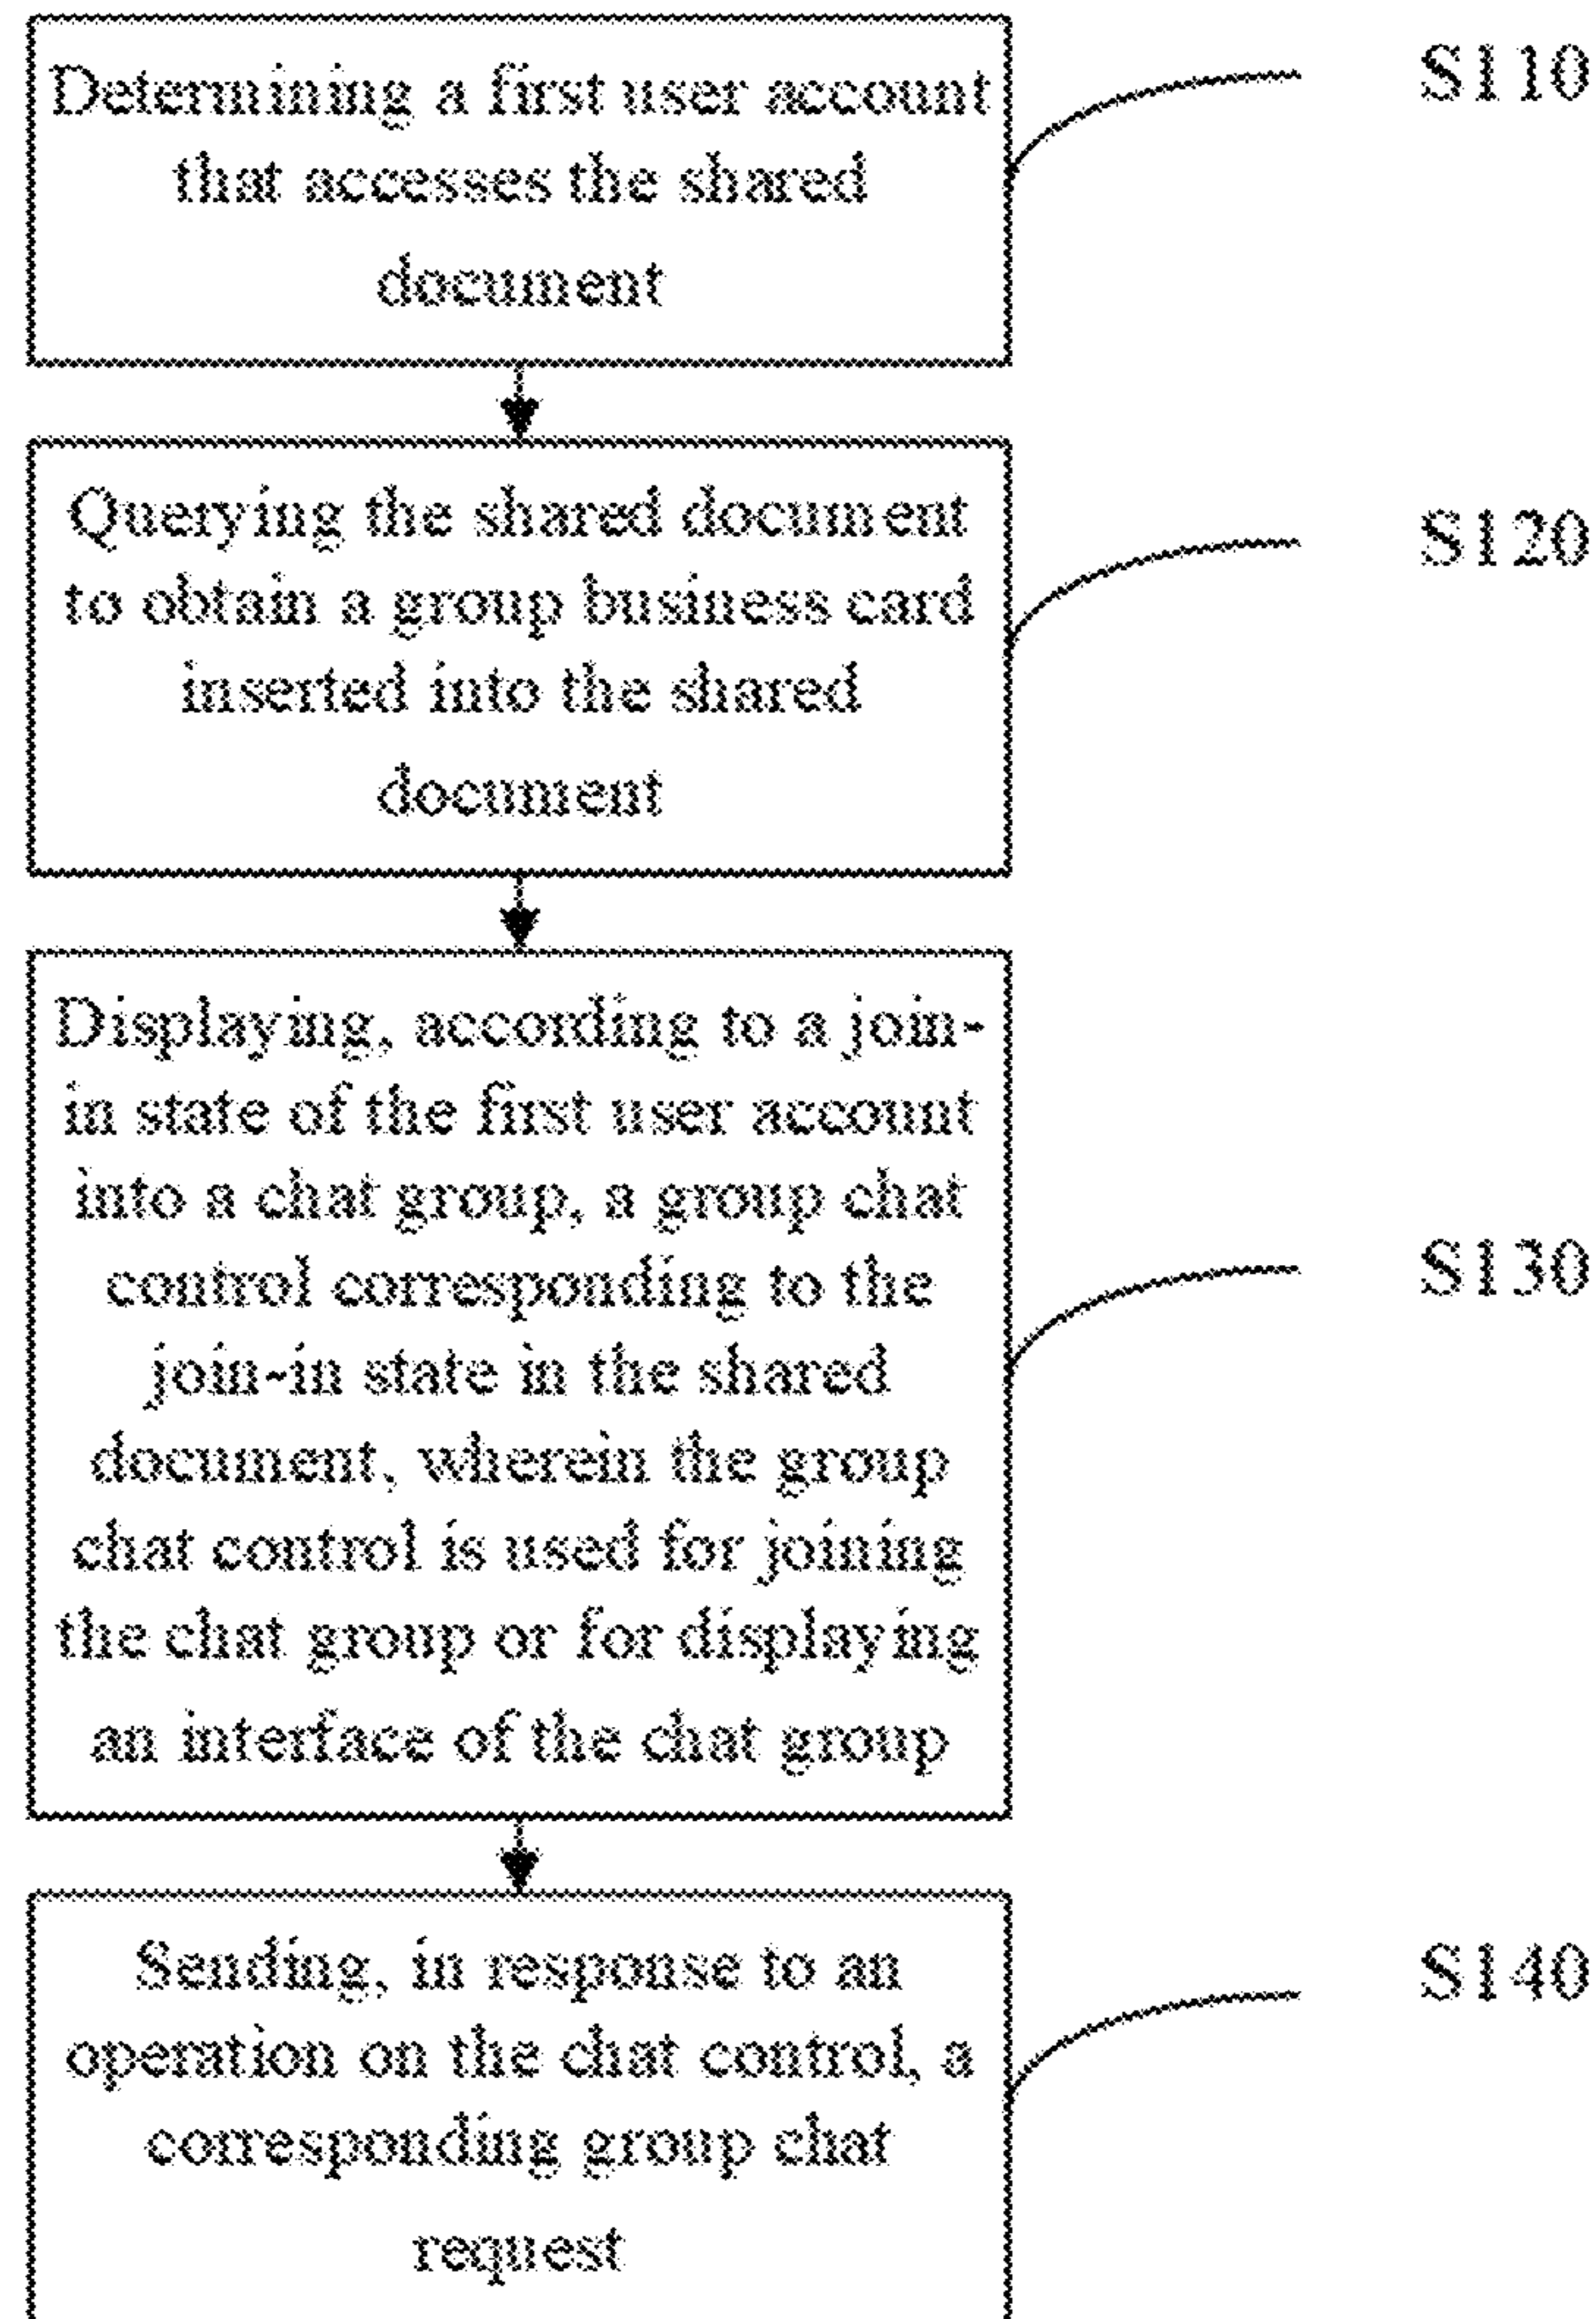 Determining a first user account
that accesses the shared
document
S110
Querying the shared document
to obtain a group business card
inserted into the shared
document
S120
Displaying, according to a join-
in state of the first user account
into a chat group, a group chat
control corresponding to the
join-in state in the shared
document, wherein the group
chat control is used for joining
the chat group or for displaying
an interface of the chat group
S130
Sending, in response to an
operation on the chat control, a
corresponding group chat
request
S140